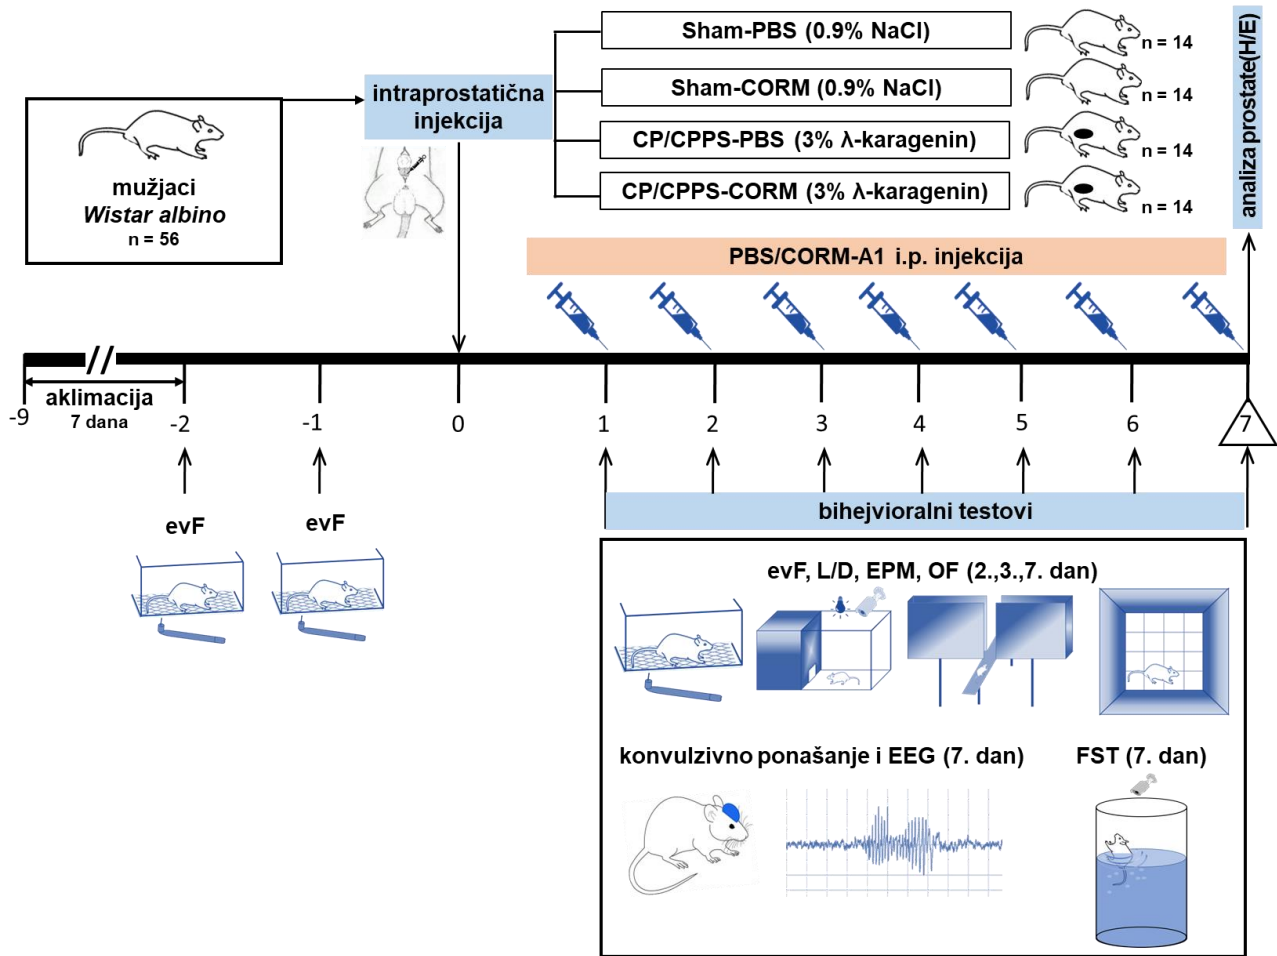 Sham-PBS (0.9% NaCl)
n = 14
Sham-CORM (0.9% NaCl)
n = 14
CP/CPPS-PBS (3% λ-karagenin)
n = 14
CP/CPPS-CORM (3% λ-karagenin)
n = 14
analiza prostate(H/E)
intraprostatična
injekcija
mužjaci
Wistar albino
n = 56
PBS/CORM-A1 i.p. injekcija
aklimacija
7 dana
-9
-2
-1
0
1
2
3
4
5
6
7
evF
evF
bihejvioralni testovi
evF, L/D, EPM, OF (2.,3.,7. dan)
konvulzivno ponašanje i EEG (7. dan)
FST (7. dan)